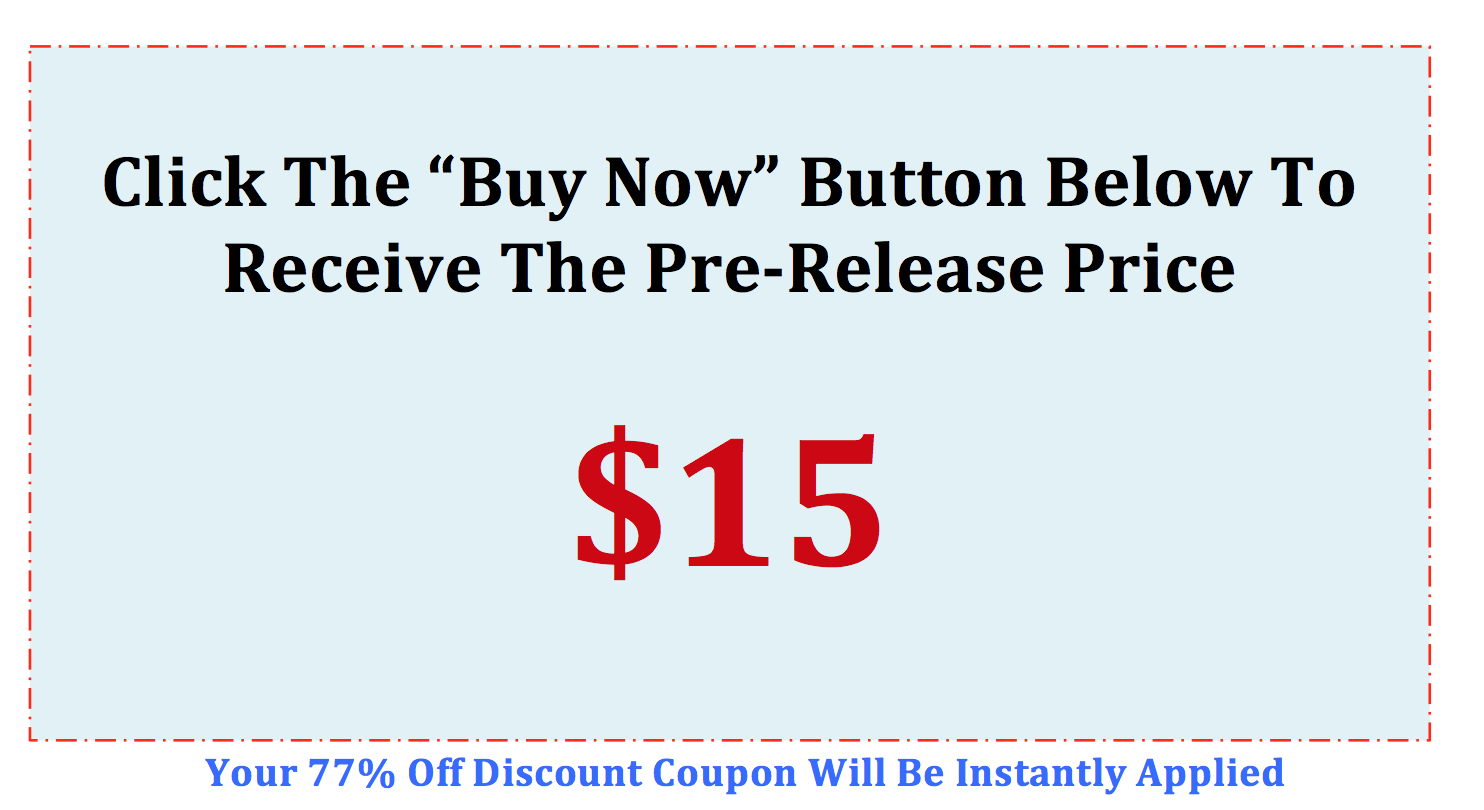 Click The “Buy Now” Button Below To
Receive The Pre-Release Price
$15
Your 77% Off Discount Coupon Will Be Instantly Applied